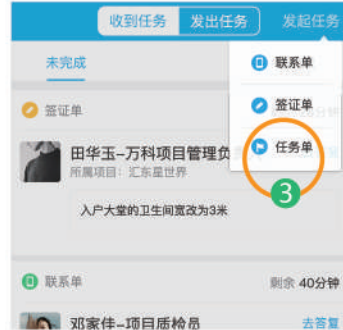 收到任务 发出任务 发起任务
未完成
联系单
签证单
签证单
任务单
田华玉-万科项目管理负
所属项目：汇东星世界
3
入户大堂的卫生间宽改为3米
联系单 剩余 40分钟
邓家佳-项目质检员 去答复